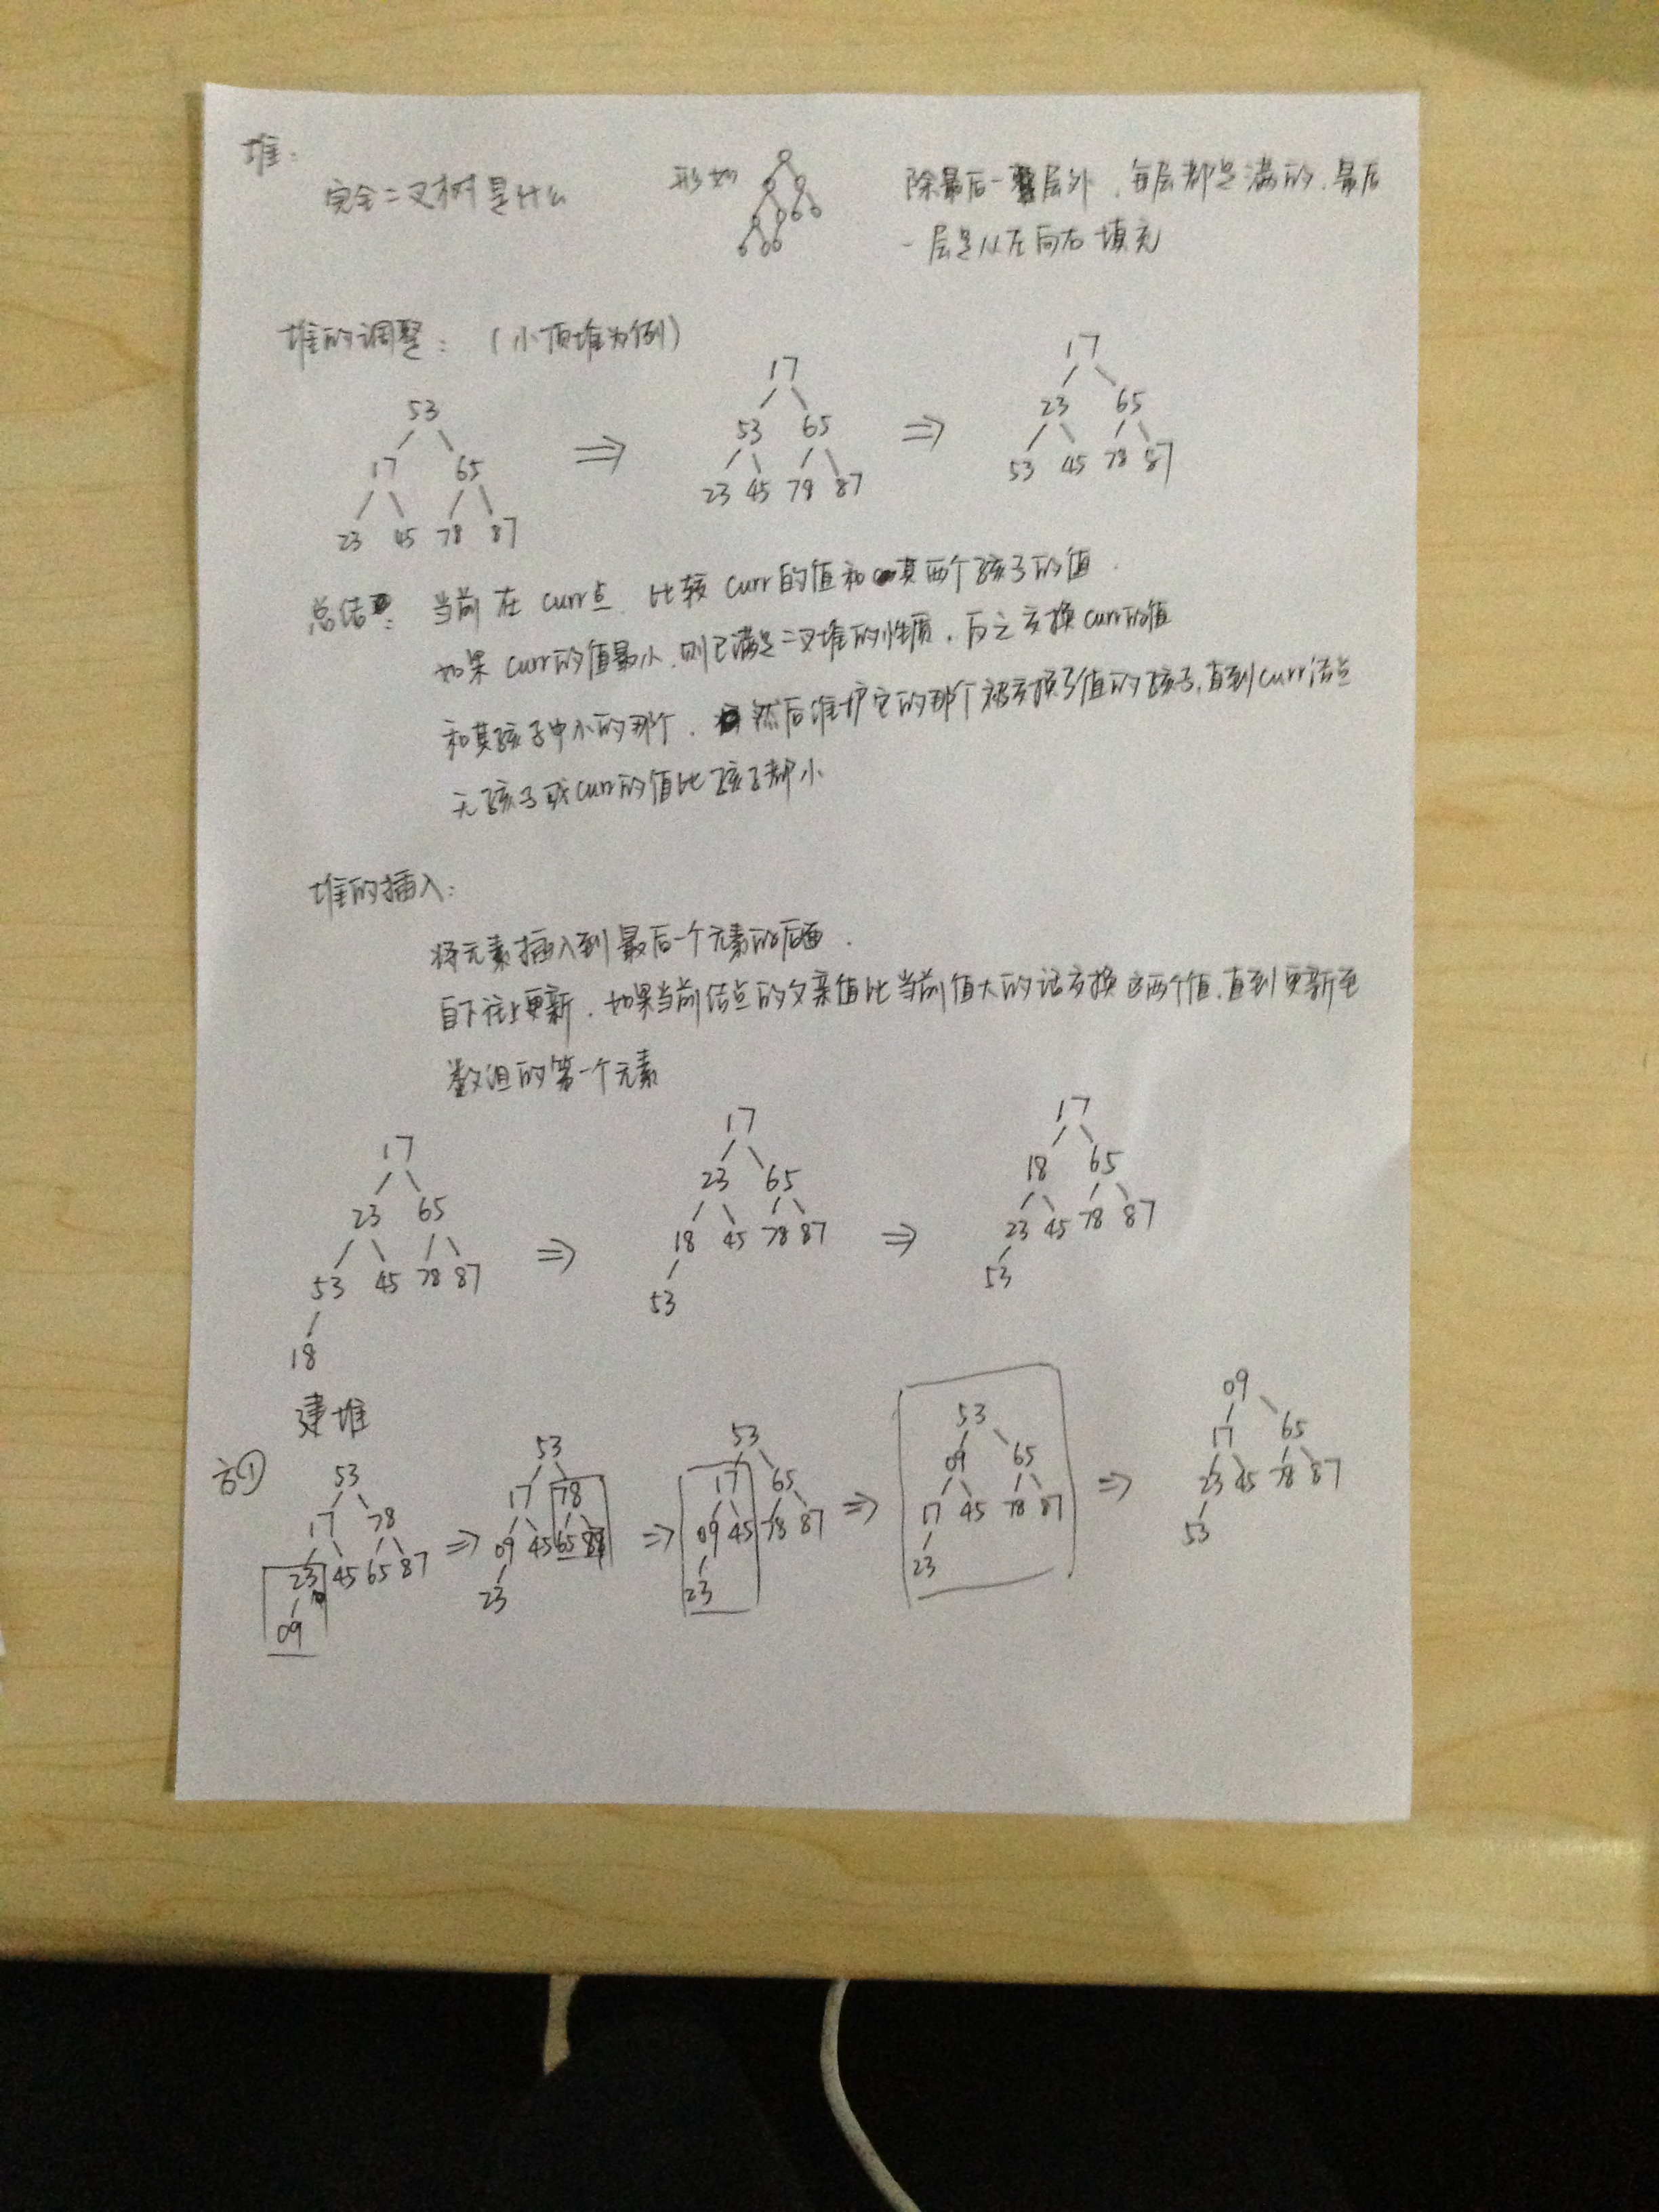 堆:
完全二叉树是什么 形如 除最后一层外,每层都是满的,最后
一层是从左向右填充
堆的调整: (小顶堆为例)
53 ⇒ 17 ⇒ 17
17 65 53 65 23 65
23 45 78 87 23 45 78 87 53 45 78 87
总结: 当前在curr点,比较curr的值和其两个孩子的值.
如果curr的值最小,则已满足二叉堆的性质,反之交换curr的值
和其孩子中小的那个,然后维护它的那个被交换了值的孩子,直到curr结点
无孩子或curr的值比孩子都小
堆的插入:
将元素插入到最后一个元素的后面.
自下往上更新,如果当前结点的父亲值比当前值大的话交换这两个值,直到更新至
数组的第一个元素
17 ⇒ 17 ⇒ 17
23 65 23 65 18 65
53 45 78 87 18 45 78 87 23 45 78 87
18 53 53
建堆
方①
53 ⇒ 53 ⇒ 53 ⇒ 53 ⇒ 09
17 78 17 78 17 65 09 65 17 65
23 45 65 87 09 45 65 87 09 45 78 87 17 45 78 87 23 45 78 87
09 23 23 23 53